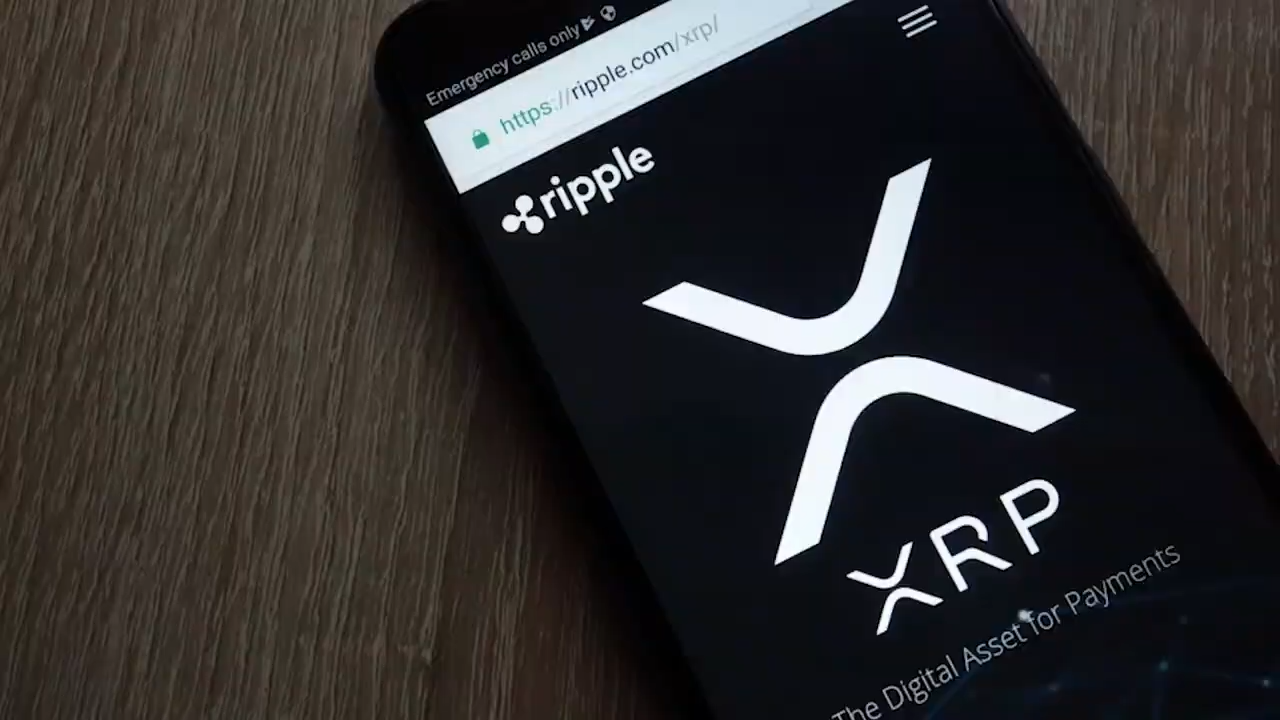 Emergency calls only
https://ripple.com/xrp/
ripple
XRP
The Digital Asset for Payments